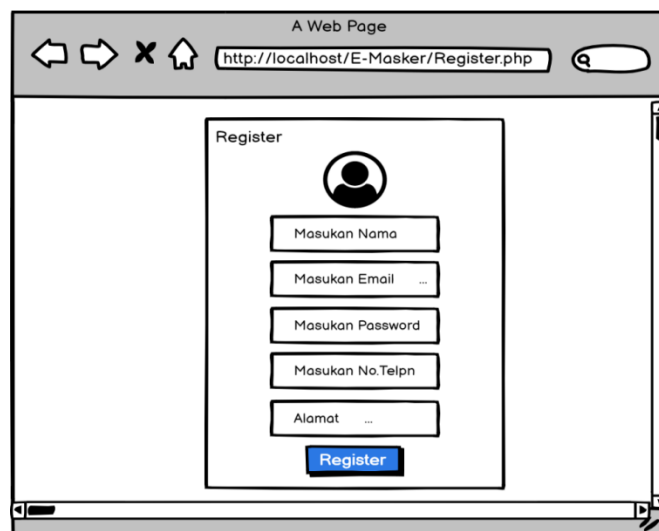 A Web Page
http://localhost/E-Masker/Register.php
Register
Masukan Nama
Masukan Email ...
Masukan Password
Masukan No.Telpn
Alamat ...
Register